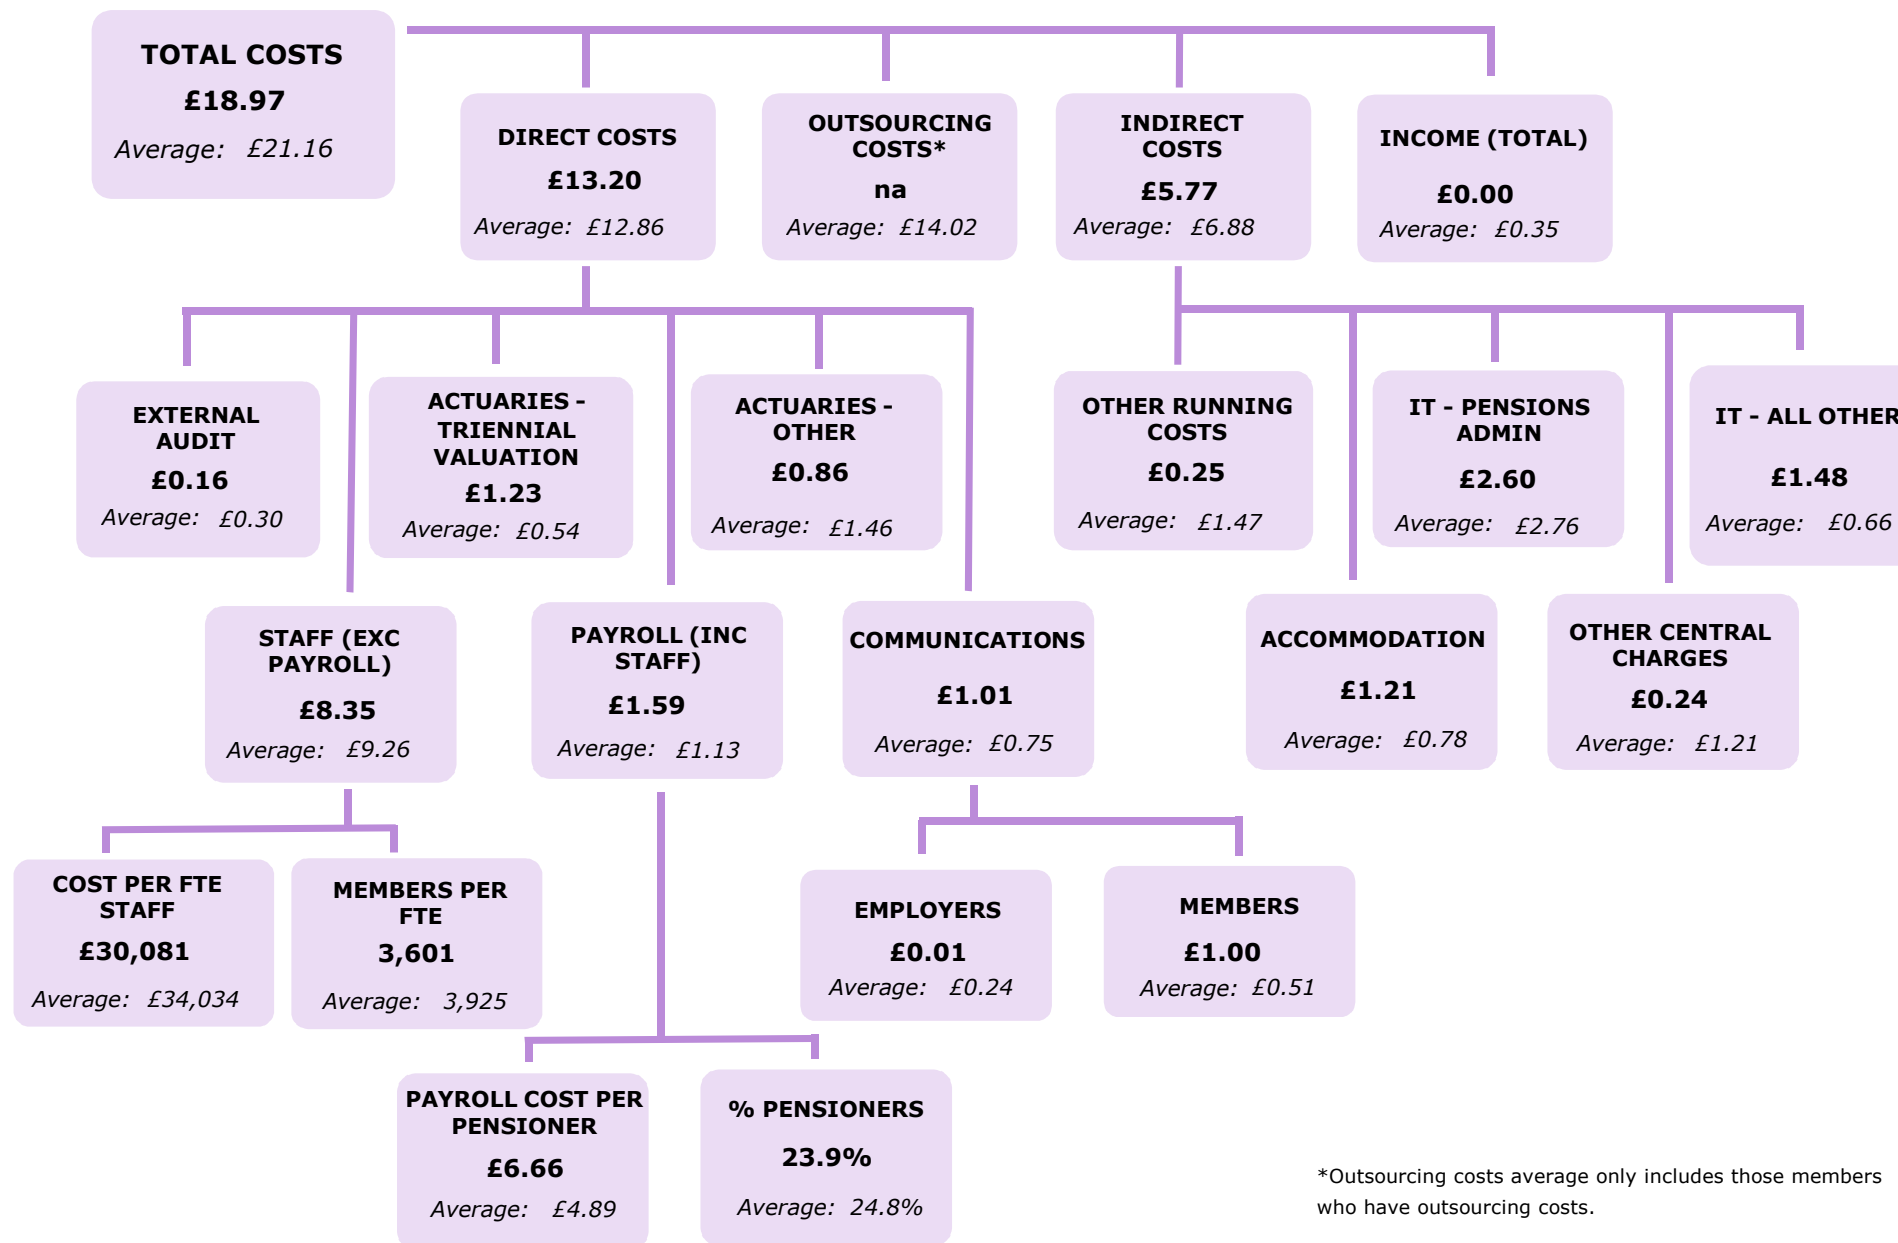 TOTAL COSTS
£18.97
Average: £21.16
DIRECT COSTS
£13.20
Average: £12.86
OUTSOURCING
COSTS*
na
Average: £14.02
INDIRECT
COSTS
£5.77
Average: £6.88
INCOME (TOTAL)
£0.00
Average: £0.35
EXTERNAL
AUDIT
£0.16
Average: £0.30
ACTUARIES -
TRIENNIAL
VALUATION
£1.23
Average: £0.54
ACTUARIES -
OTHER
£0.86
Average: £1.46
OTHER RUNNING
COSTS
£0.25
Average: £1.47
IT - PENSIONS
ADMIN
£2.60
Average: £2.76
IT - ALL OTHER
£1.48
Average: £0.66
STAFF (EXC
PAYROLL)
£8.35
Average: £9.26
PAYROLL (INC
STAFF)
£1.59
Average: £1.13
COMMUNICATIONS
£1.01
Average: £0.75
ACCOMMODATION
£1.21
Average: £0.78
OTHER CENTRAL
CHARGES
£0.24
Average: £1.21
COST PER FTE
STAFF
£30,081
Average: £34,034
MEMBERS PER
FTE
3,601
Average: 3,925
EMPLOYERS
£0.01
Average: £0.24
MEMBERS
£1.00
Average: £0.51
PAYROLL COST PER
PENSIONER
£6.66
Average: £4.89
% PENSIONERS
23.9%
Average: 24.8%
*Outsourcing costs average only includes those members
who have outsourcing costs.